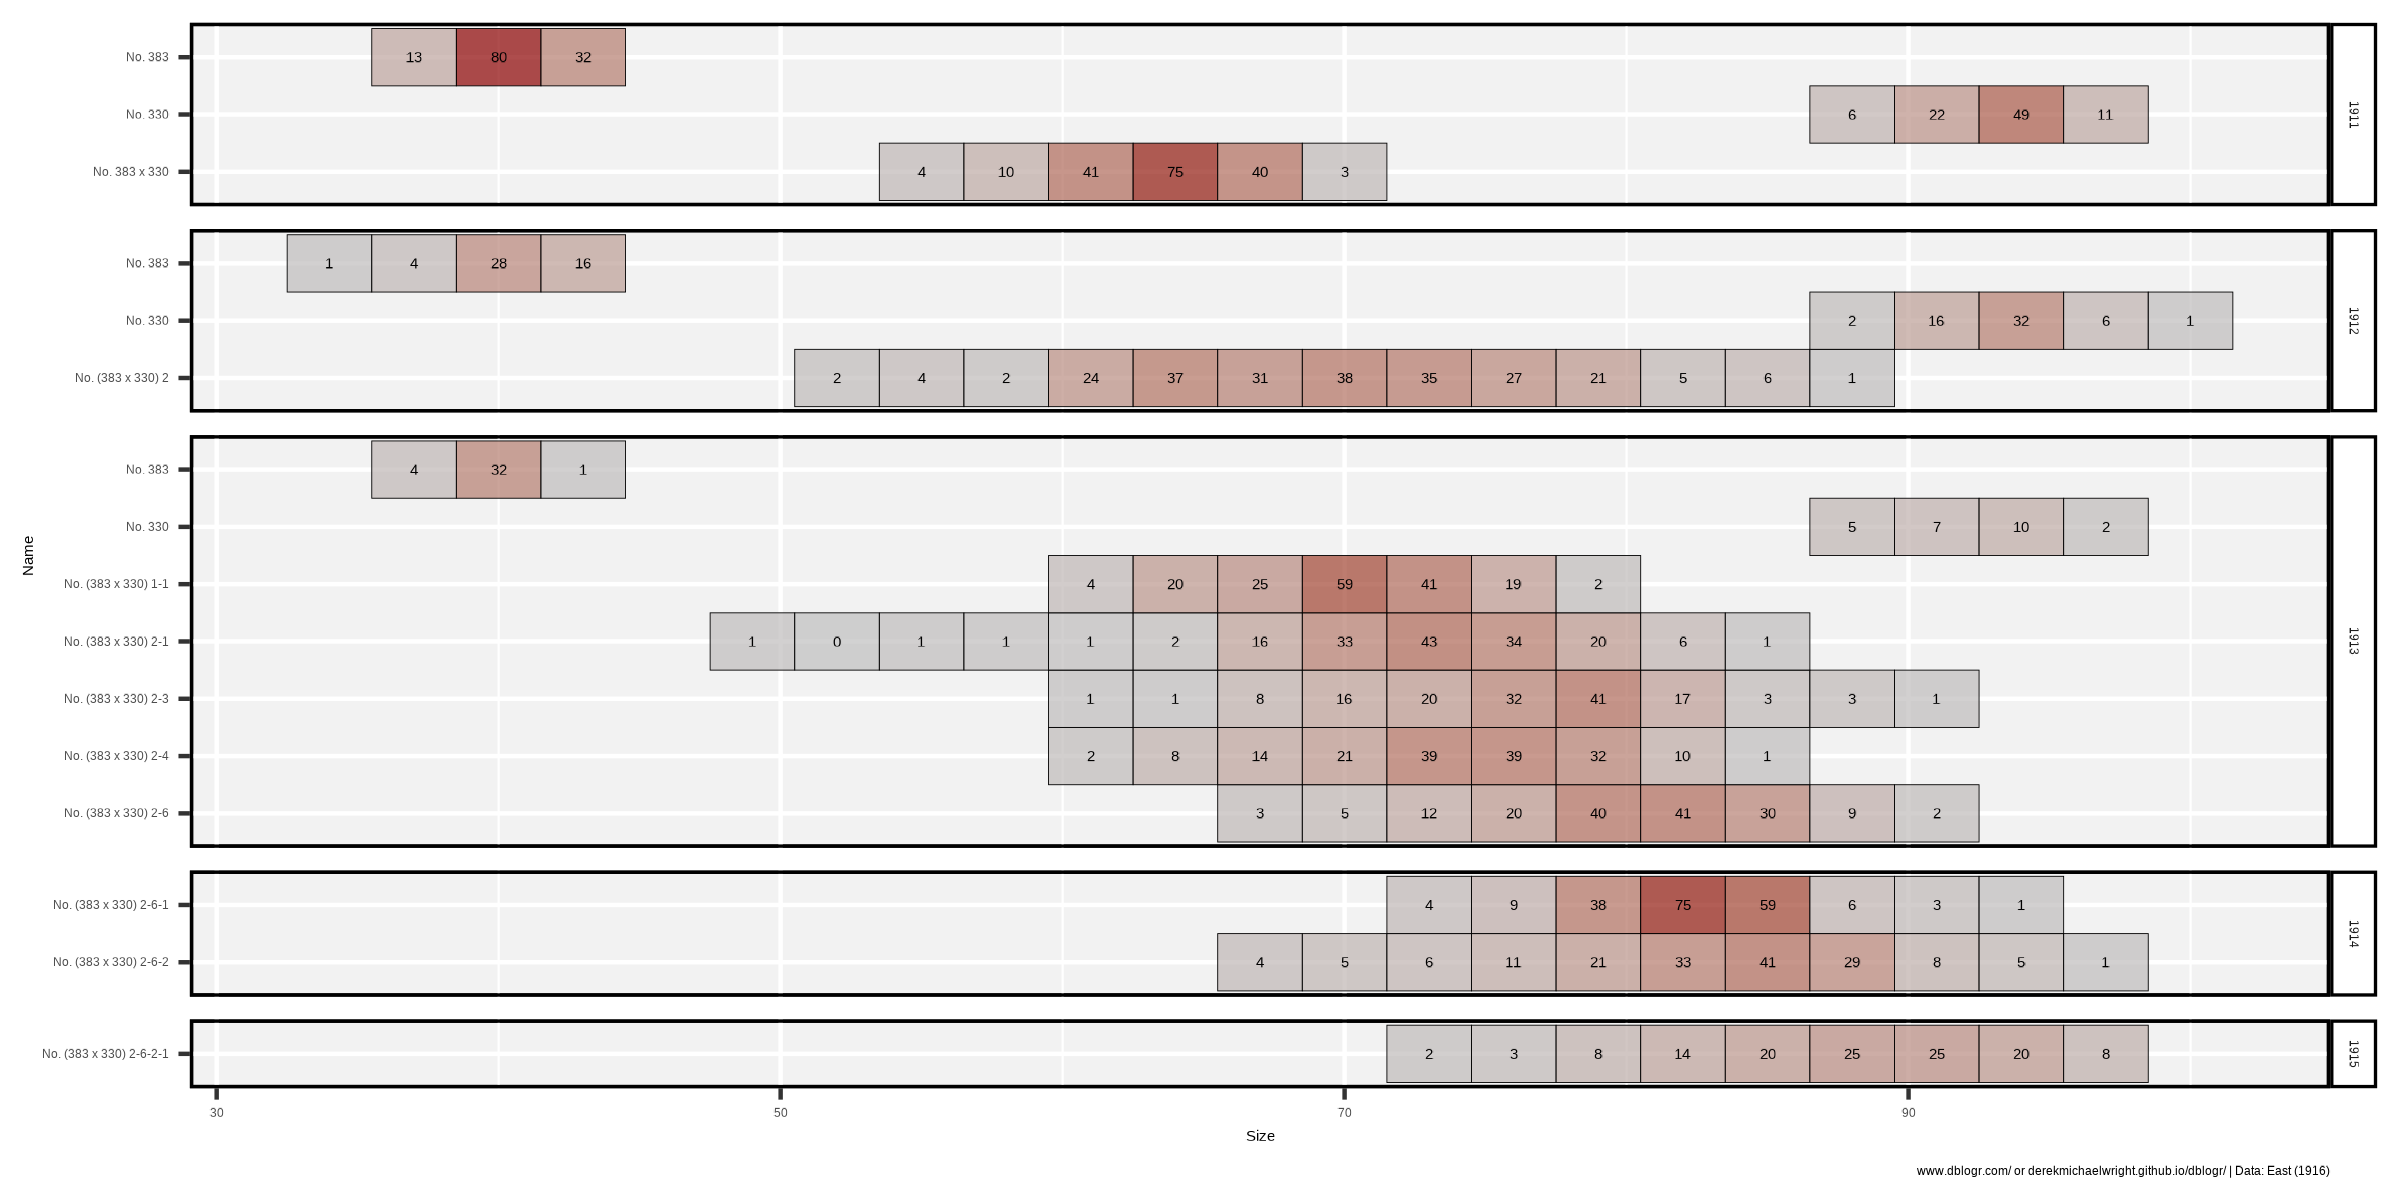 No. 383 13 80 32
No. 330 6 22 49 11
No. 383 x 330 4 10 41 75 40 3
1911
No. 383 1 4 28 16
No. 330 2 16 32 6 1
No. (383 x 330) 2 2 4 2 24 37 31 38 35 27 21 5 6 1
1912
Name
No. 383 4 32 1
No. 330 5 7 10 2
No. (383 x 330) 1-1 4 20 25 59 41 19 2
No. (383 x 330) 2-1 1 0 1 1 1 2 16 33 43 34 20 6 1
No. (383 x 330) 2-3 1 1 8 16 20 32 41 17 3 3 1
No. (383 x 330) 2-4 2 8 14 21 39 39 32 10 1
No. (383 x 330) 2-6 3 5 12 20 40 41 30 9 2
1913
No. (383 x 330) 2-6-1 4 9 38 75 59 6 3 1
No. (383 x 330) 2-6-2 4 5 6 11 21 33 41 29 8 5 1
1914
No. (383 x 330) 2-6-2-1 2 3 8 14 20 25 25 20 8
1915
30 50 70 90
Size
www.dblogr.com/ or derekmichaelwright.github.io/dblogr/ | Data: East (1916)